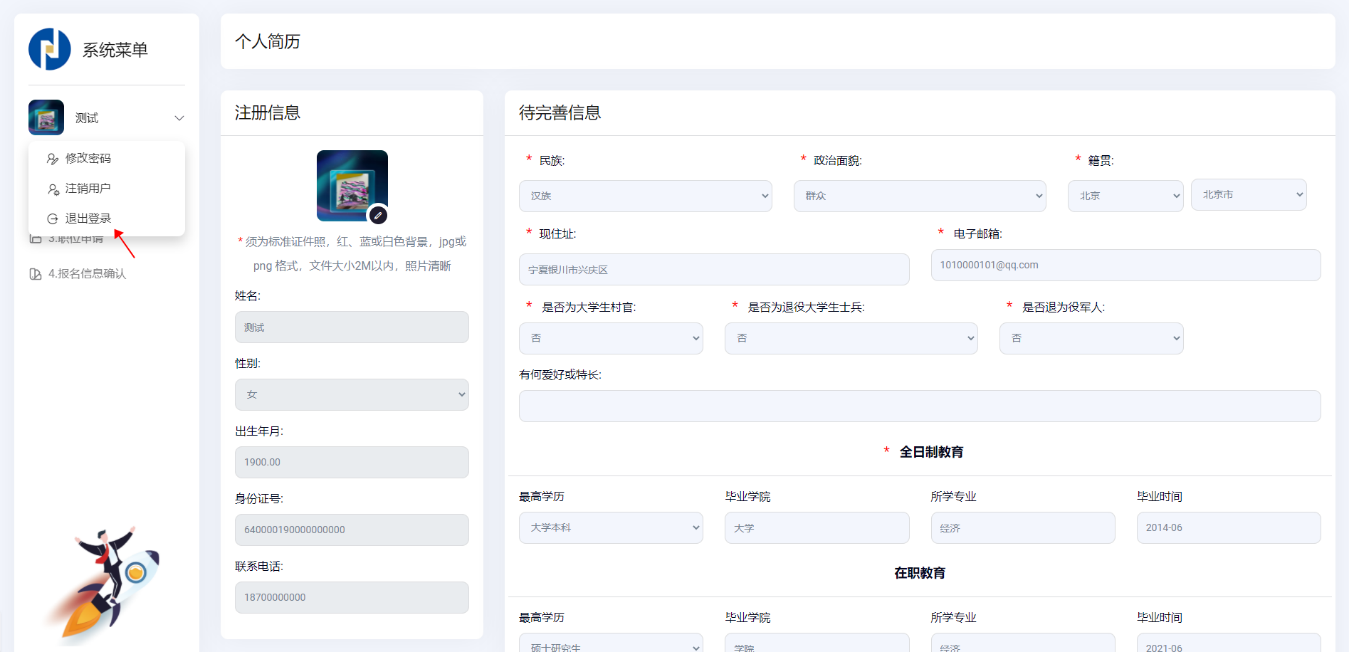 系统菜单
测试
修改密码
注销用户
退出登录
3.职位申请
4.报名信息确认
个人简历
注册信息
* 须为标准证件照，红、蓝或白色背景，jpg或
png 格式，文件大小2M以内，照片清晰
姓名:
测试
性别:
女
出生年月:
1900.00
身份证号:
640000190000000000
联系电话:
18700000000
待完善信息
* 民族: * 政治面貌: * 籍贯:
汉族 群众 北京 北京市
* 现住址: * 电子邮箱:
宁夏银川市兴庆区 1010000101@qq.com
* 是否为大学生村官: * 是否为退役大学生士兵: * 是否退为役军人:
否 否 否
有何爱好或特长:
* 全日制教育
最高学历 毕业学院 所学专业 毕业时间
大学本科 大学 经济 2014-06
在职教育
最高学历 毕业学院 所学专业 毕业时间
硕士研究生 学院 经济 2021-06